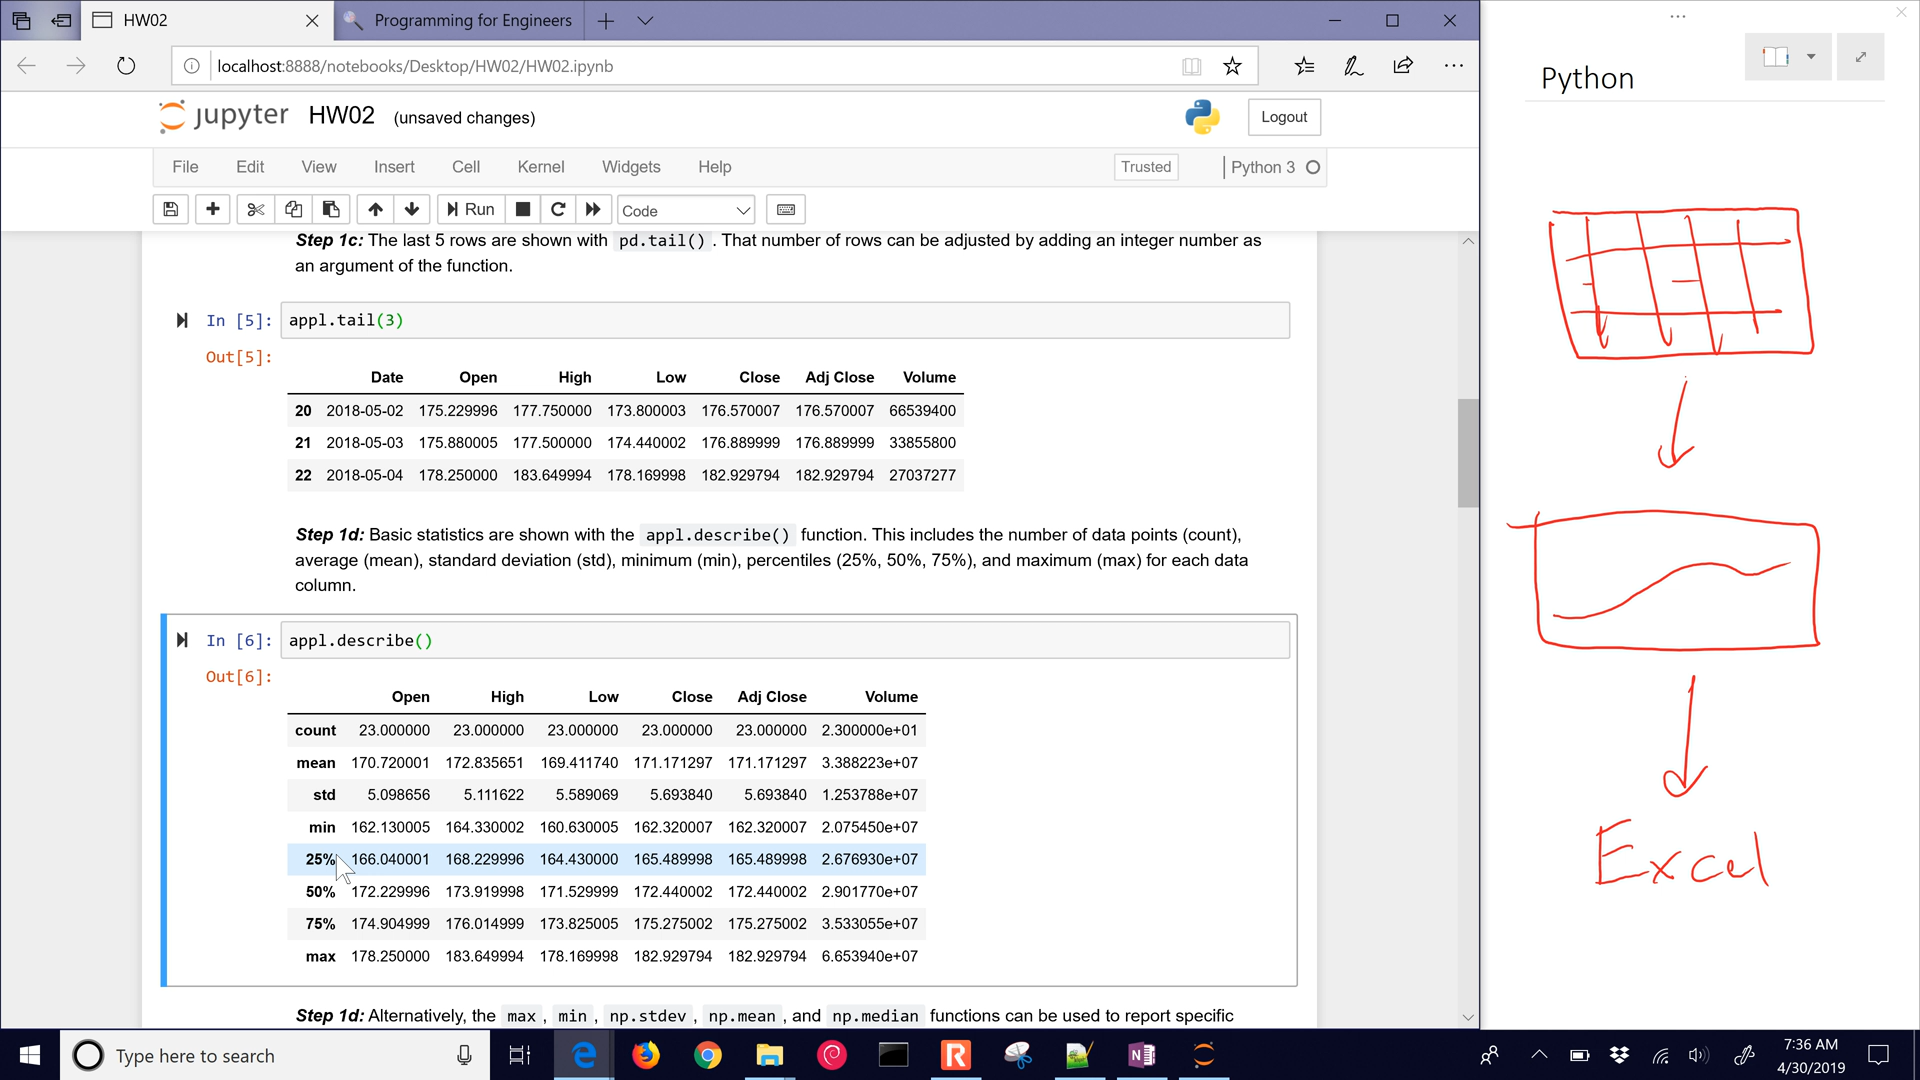 HW02
Programming for Engineers
localhost:8888/notebooks/Desktop/HW02/HW02.ipynb
jupyter HW02 (unsaved changes)
Logout
File Edit View Insert Cell Kernel Widgets Help
Trusted
Python 3
Run
Code
Step 1c: The last 5 rows are shown with pd.tail() . That number of rows can be adjusted by adding an integer number as
an argument of the function.
In [5]: appl.tail(3)
Out[5]:
Date Open High Low Close Adj Close Volume
20 2018-05-02 175.229996 177.750000 173.800003 176.570007 176.570007 66539400
21 2018-05-03 175.880005 177.500000 174.440002 176.889999 176.889999 33855800
22 2018-05-04 178.250000 183.649994 178.169998 182.929794 182.929794 27037277
Step 1d: Basic statistics are shown with the appl.describe() function. This includes the number of data points (count),
average (mean), standard deviation (std), minimum (min), percentiles (25%, 50%, 75%), and maximum (max) for each data
column.
In [6]: appl.describe()
Out[6]:
Open High Low Close Adj Close Volume
count 23.000000 23.000000 23.000000 23.000000 23.000000 2.300000e+01
mean 170.720001 172.835651 169.411740 171.171297 171.171297 3.388223e+07
std 5.098656 5.111622 5.589069 5.693840 5.693840 1.253788e+07
min 162.130005 164.330002 160.630005 162.320007 162.320007 2.075450e+07
25% 166.040001 168.229996 164.430000 165.489998 165.489998 2.676930e+07
50% 172.229996 173.919998 171.529999 172.440002 172.440002 2.901770e+07
75% 174.904999 176.014999 173.825005 175.275002 175.275002 3.533055e+07
max 178.250000 183.649994 178.169998 182.929794 182.929794 6.653940e+07
Step 1d: Alternatively, the max , min , np.stdev , np.mean , and np.median functions can be used to report specific
Python
Excel
Type here to search
7:36 AM
4/30/2019